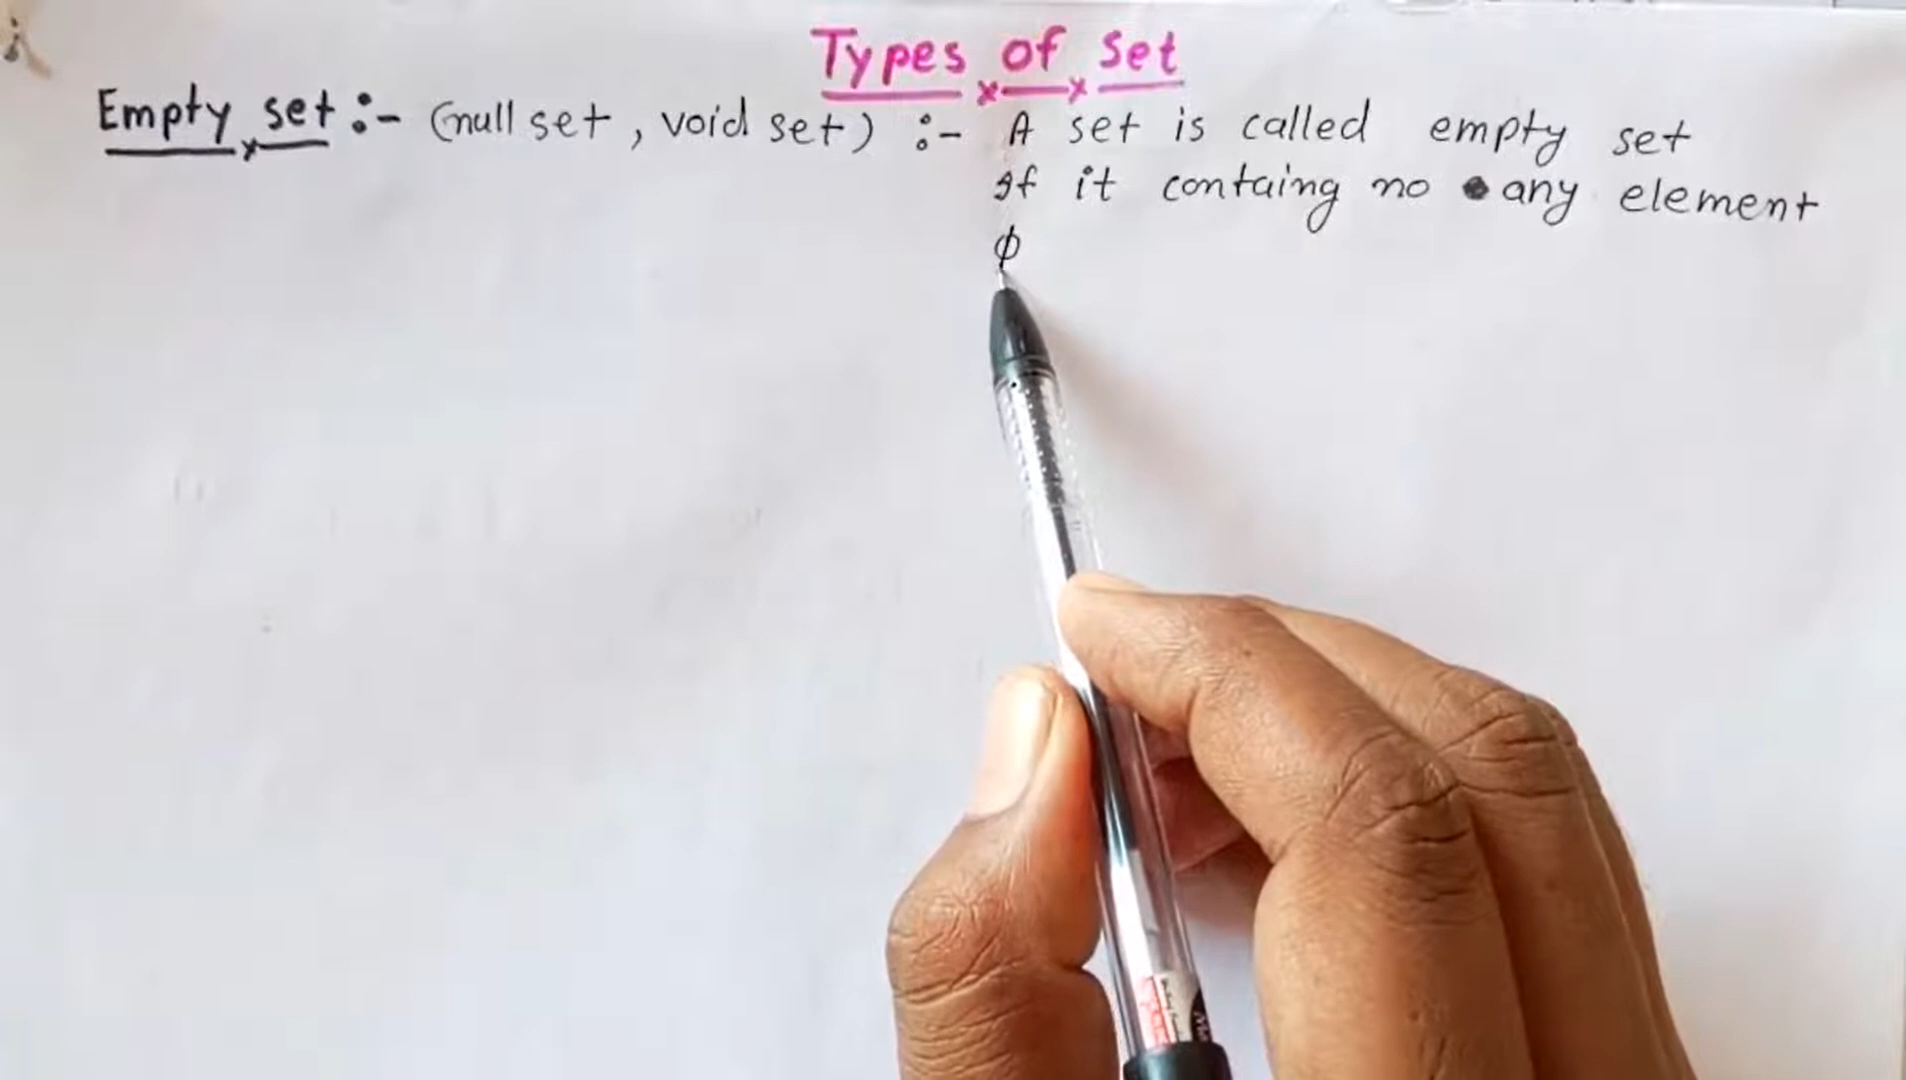 Types of Set
Empty set :- (null set , void set) :- A set is called empty set
If it containg no any element
ϕ